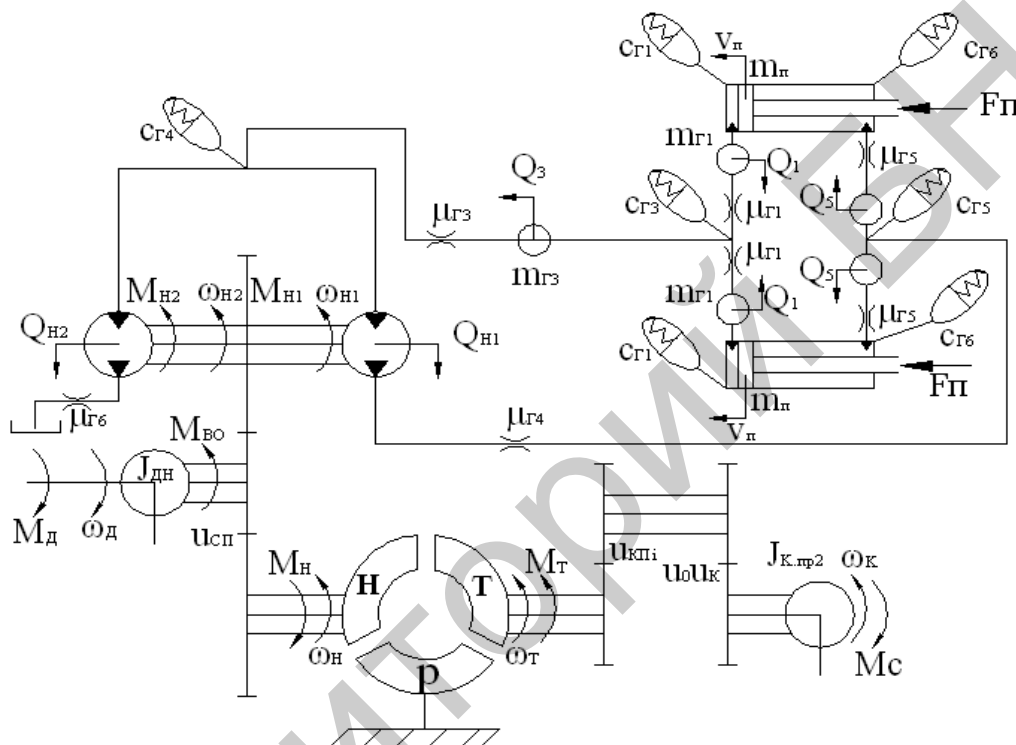 cГ1
vп
mп
cГ6
Fп
cГ4
mГ1
Q1
μГ5
Q3
cГ3
μГ1
Q5
cГ5
μГ3
mГ3
μГ1
Q5
MН2
ωН2
MН1
ωН1
mГ1
Q1
QН2
QН1
μГ5
cГ1
cГ6
Fп
mп
μГ6
vп
Mво
μГ4
JДН
MД
ωД
uСП
MН
Н
Т
MТ
uКПi
u0uК
JК.пр2
ωК
ωН
ωТ
Mс
р
иторий БН